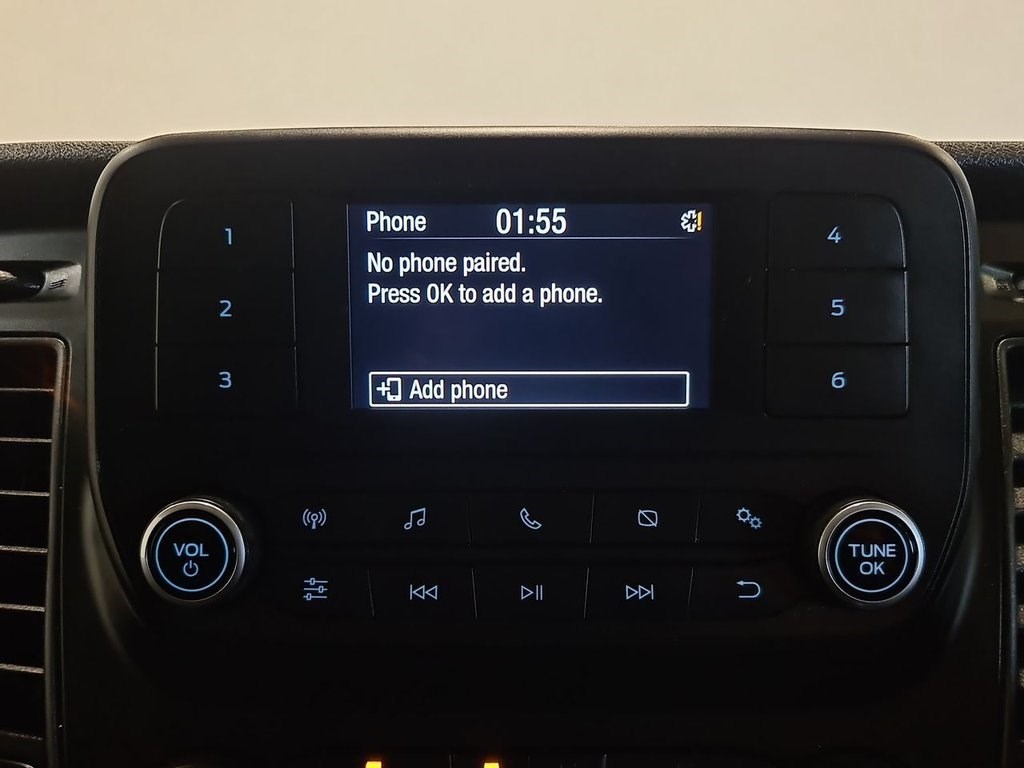 Phone 01:55
No phone paired.
Press OK to add a phone.
Add phone
1
2
3
4
5
6
VOL
TUNE
OK